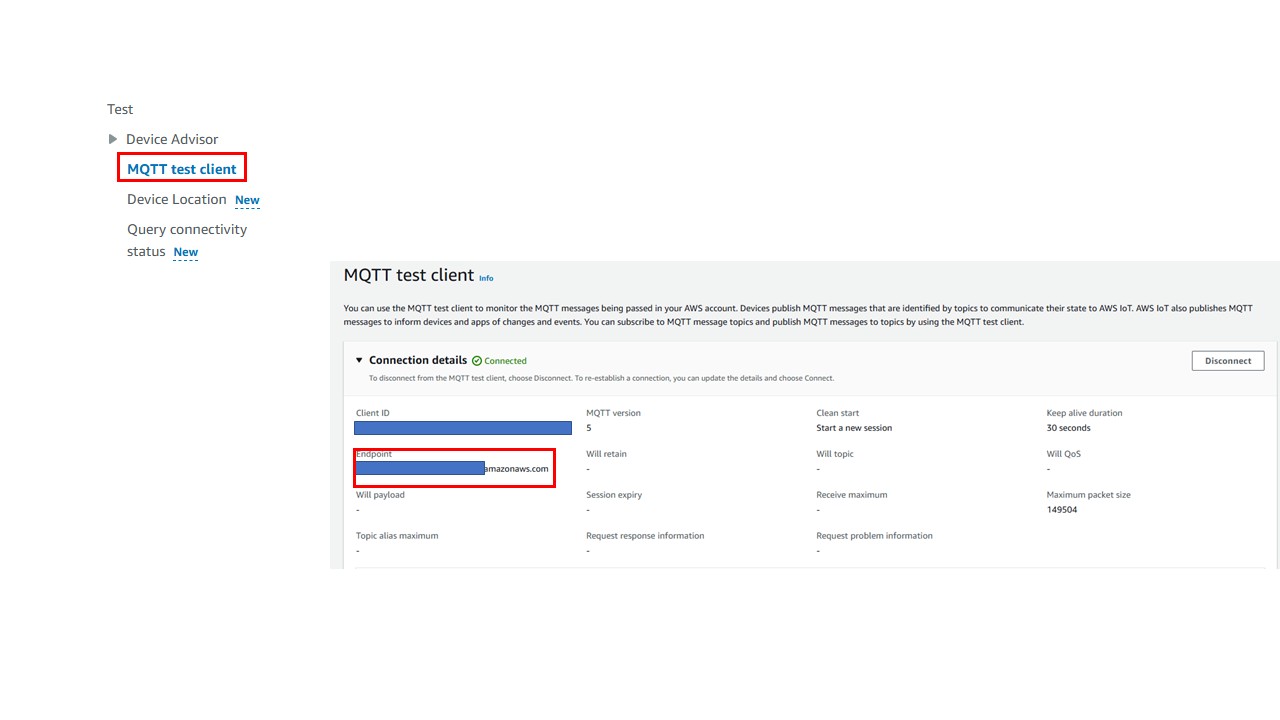 Test
Device Advisor
MQTT test client
Device Location New
Query connectivity
status New
MQTT test client Info
You can use the MQTT test client to monitor the MQTT messages being passed in your AWS account. Devices publish MQTT messages that are identified by topics to communicate their state to AWS IoT. AWS IoT also publishes MQTT
messages to inform devices and apps of changes and events. You can subscribe to MQTT message topics and publish MQTT messages to topics by using the MQTT test client.
Connection details Connected Disconnect
To disconnect from the MQTT test client, choose Disconnect. To re-establish a connection, you can update the details and choose Connect.
Client ID MQTT version Clean start Keep alive duration
5 Start a new session 30 seconds
Endpoint Will retain Will topic Will QoS
amazonaws.com - - -
Will payload Session expiry Receive maximum Maximum packet size
- - - 149504
Topic alias maximum Request response information Request problem information
- - -